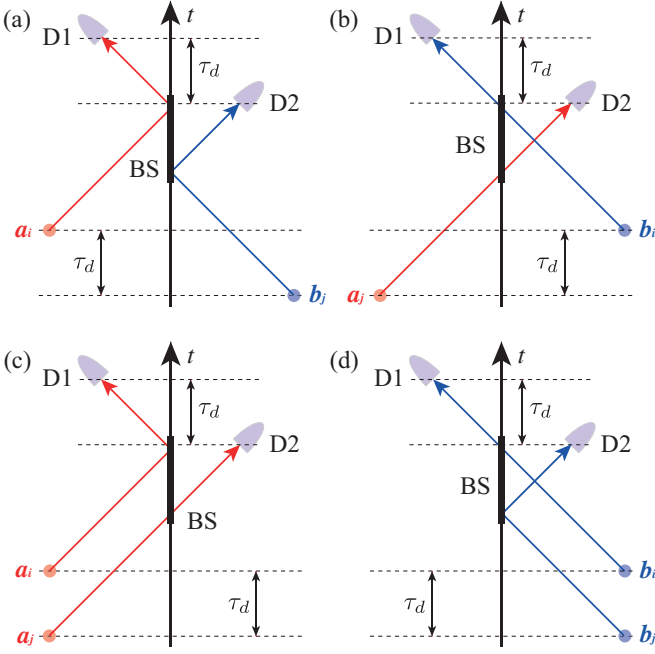 (a)
t
D1
τd
D2
BS
ai
τd
bj
(b)
t
D1
τd
D2
BS
bi
τd
aj
(c)
t
D1
τd
D2
BS
ai
τd
aj
(d)
t
D1
τd
D2
BS
bi
τd
bj